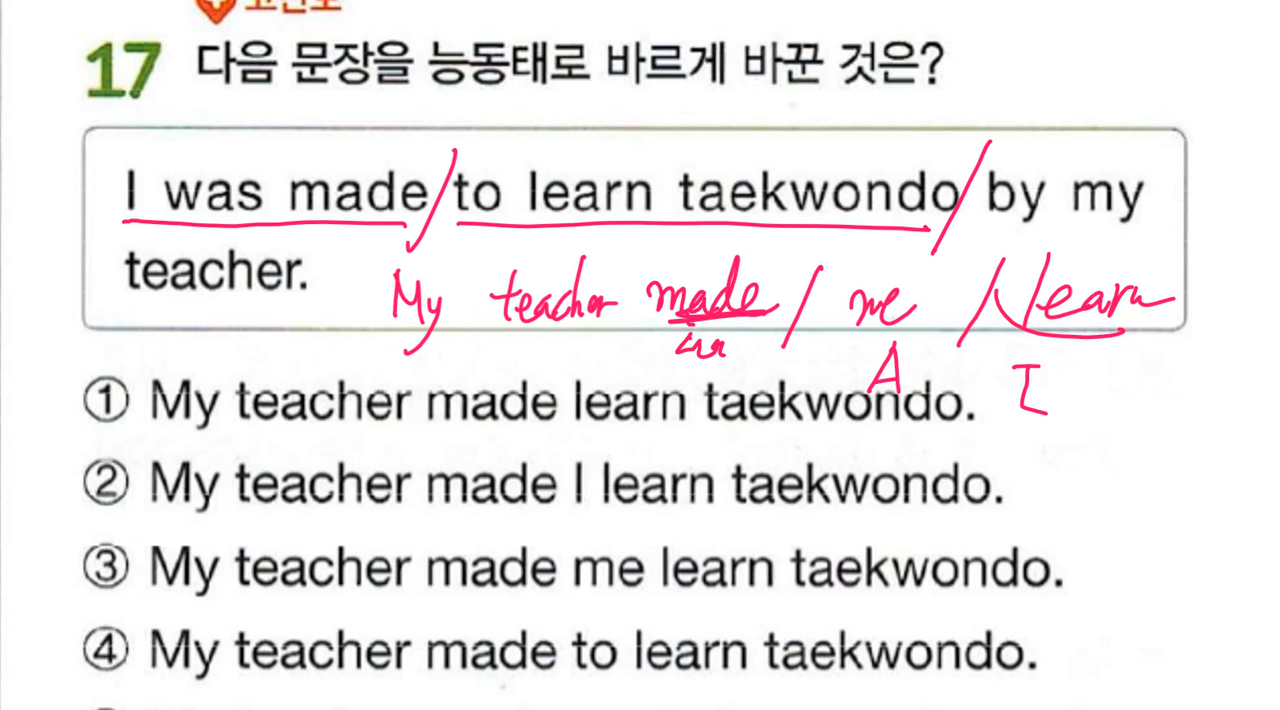 17 다음 문장을 능동태로 바르게 바꾼 것은?
I was made to learn taekwondo by my
teacher.
My teacher made / me / learn
A
I
① My teacher made learn taekwondo.
② My teacher made I learn taekwondo.
③ My teacher made me learn taekwondo.
④ My teacher made to learn taekwondo.